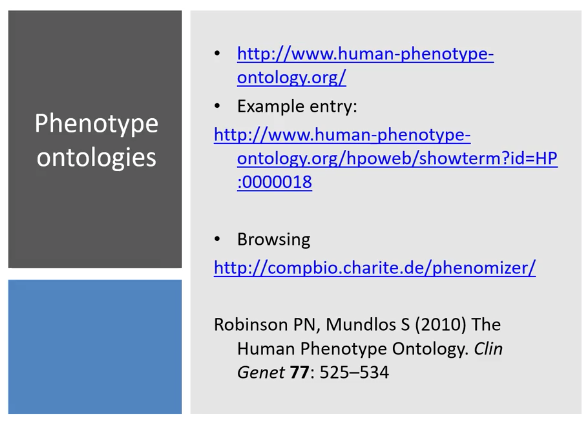 Phenotype
ontologies
• http://www.human-phenotype-
ontology.org/
• Example entry:
http://www.human-phenotype-
ontology.org/hpoweb/showterm?id=HP
:0000018
• Browsing
http://compbio.charite.de/phenomizer/
Robinson PN, Mundlos S (2010) The
Human Phenotype Ontology. Clin
Genet 77: 525–534